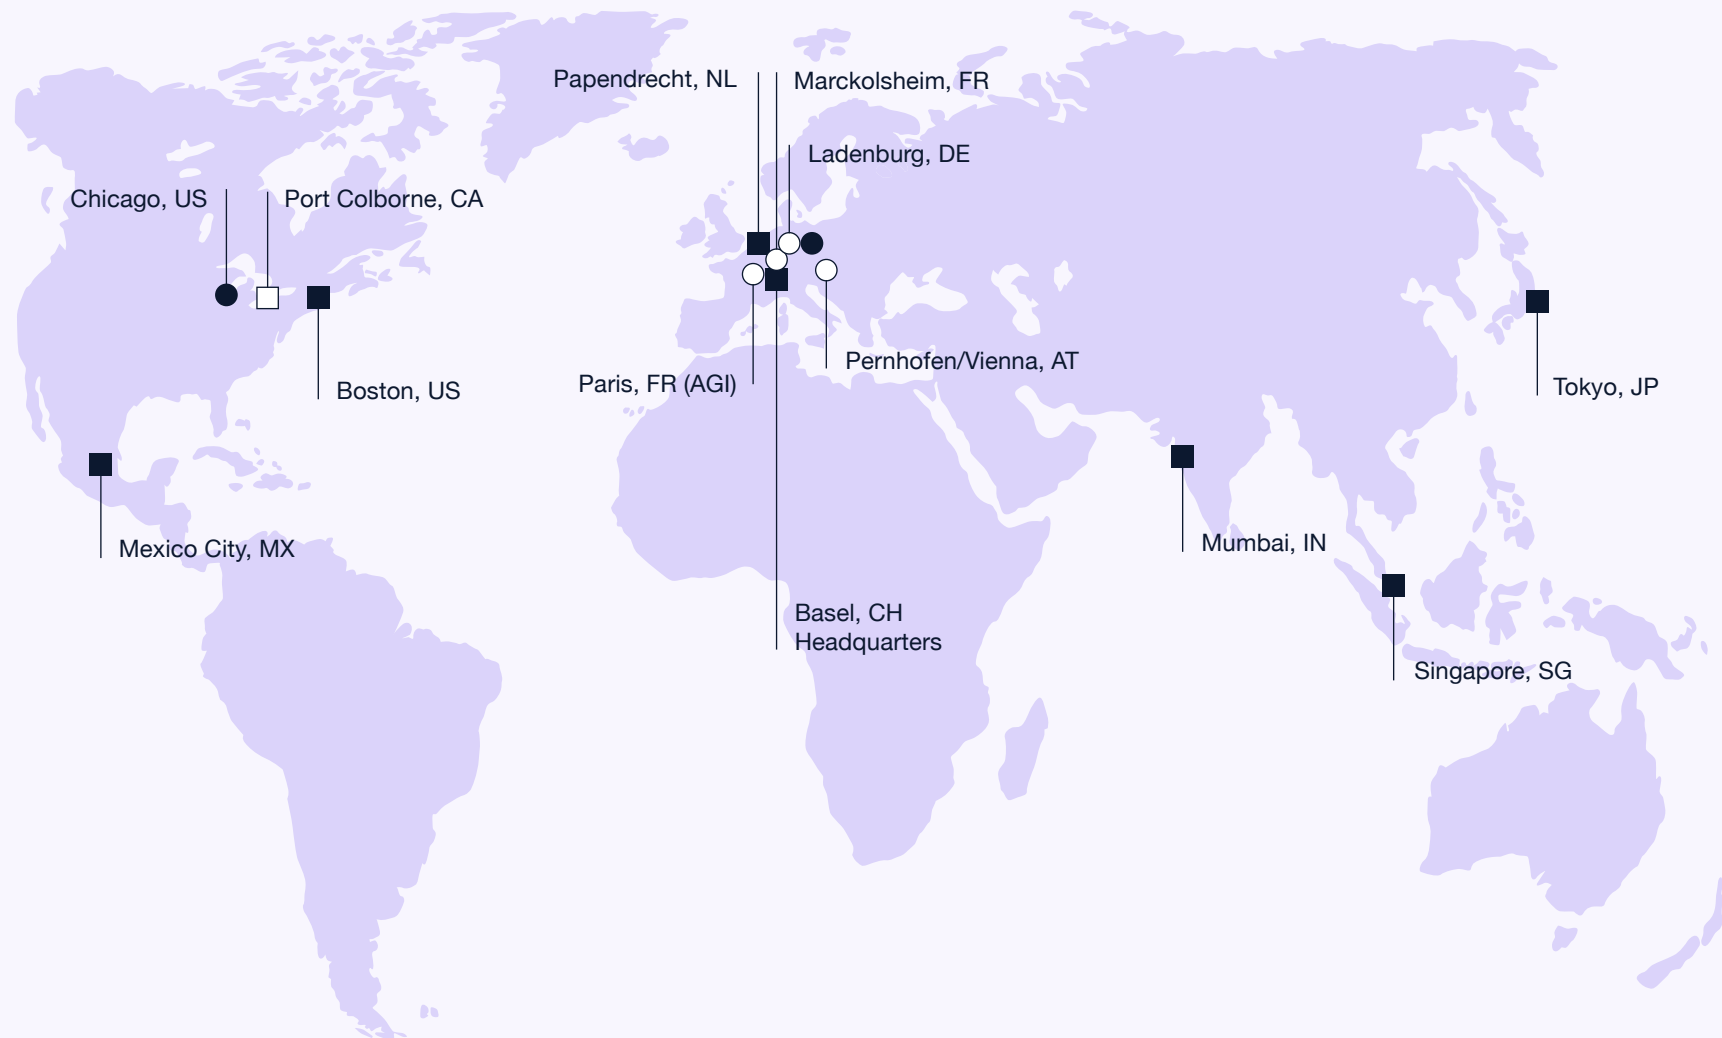 Papendrecht, NL
Marckolsheim, FR
Ladenburg, DE
Chicago, US
Port Colborne, CA
Pernhofen/Vienna, AT
Paris, FR (AGI)
Boston, US
Tokyo, JP
Mumbai, IN
Mexico City, MX
Basel, CH
Headquarters
Singapore, SG